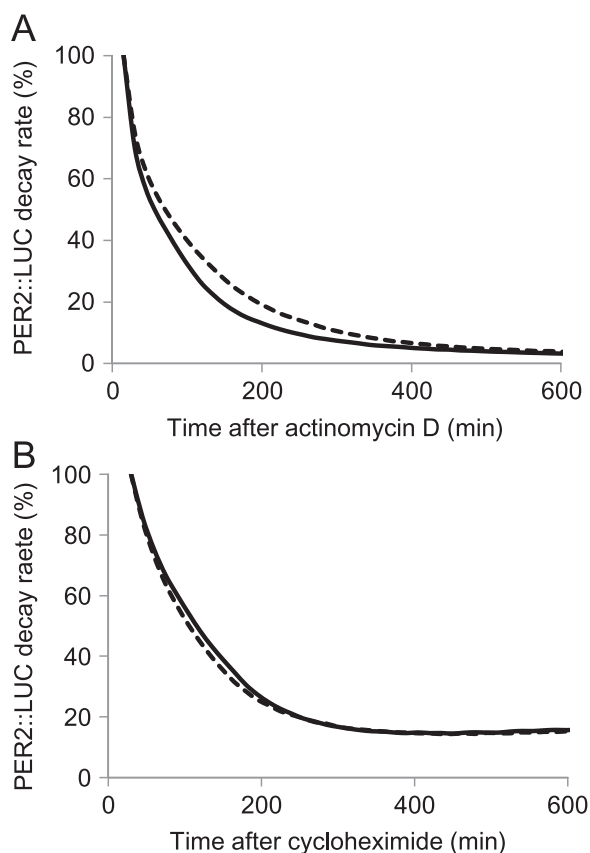 A
PER2::LUC decay rate (%)
100
80
60
40
20
0
0 200 400 600
Time after actinomycin D (min)
B
PER2::LUC decay raete (%)
100
80
60
40
20
0
0 200 400 600
Time after cycloheximide (min)